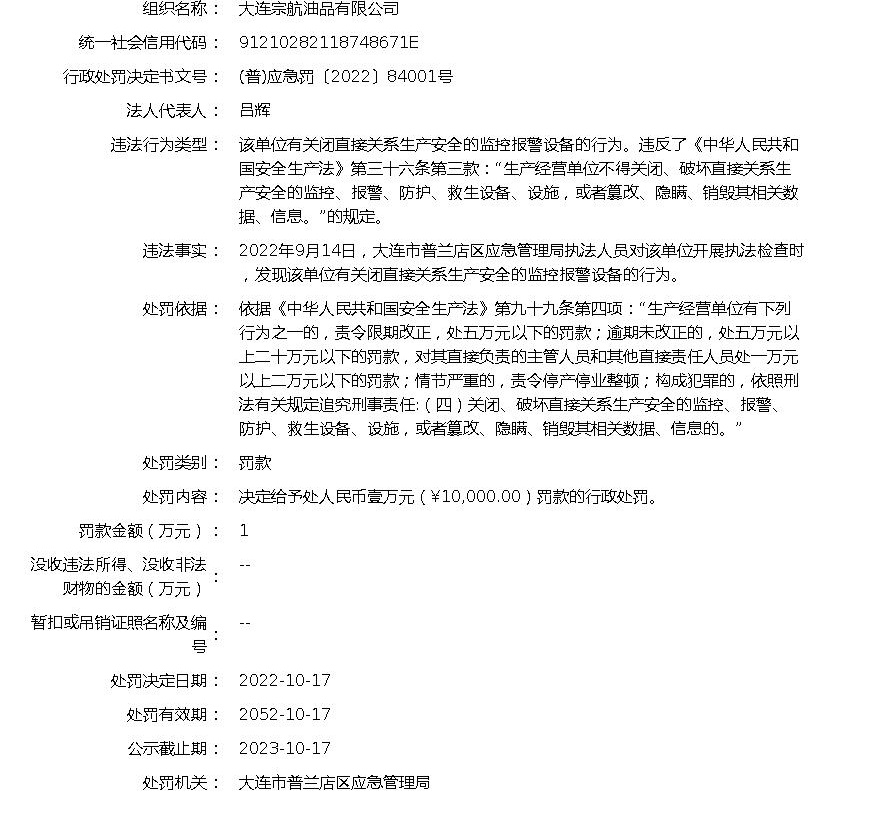 组织名称： 大连宗航油品有限公司
统一社会信用代码： 91210282118748671E
行政处罚决定书文号： (普)应急罚〔2022〕84001号
法人代表人： 吕辉
违法行为类型： 该单位有关闭直接关系生产安全的监控报警设备的行为。违反了《中华人民共和
国安全生产法》第三十六条第三款：“生产经营单位不得关闭、破坏直接关系生
产安全的监控、报警、防护、救生设备、设施，或者篡改、隐瞒、销毁其相关数
据、信息。”的规定。
违法事实： 2022年9月14日，大连市普兰店区应急管理局执法人员对该单位开展执法检查时
，发现该单位有关闭直接关系生产安全的监控报警设备的行为。
处罚依据： 依据《中华人民共和国安全生产法》第九十九条第四项：“生产经营单位有下列
行为之一的，责令限期改正，处五万元以下的罚款；逾期未改正的，处五万元以
上二十万元以下的罚款，对其直接负责的主管人员和其他直接责任人员处一万元
以上二万元以下的罚款；情节严重的，责令停产停业整顿；构成犯罪的，依照刑
法有关规定追究刑事责任:（四）关闭、破坏直接关系生产安全的监控、报警、
防护、救生设备、设施，或者篡改、隐瞒、销毁其相关数据、信息的。”
处罚类别： 罚款
处罚内容： 决定给予处人民币壹万元（¥10,000.00）罚款的行政处罚。
罚款金额（万元）： 1
没收违法所得、没收非法
财物的金额（万元）： --
暂扣或吊销证照名称及编
号： --
处罚决定日期： 2022-10-17
处罚有效期： 2052-10-17
公示截止期： 2023-10-17
处罚机关： 大连市普兰店区应急管理局